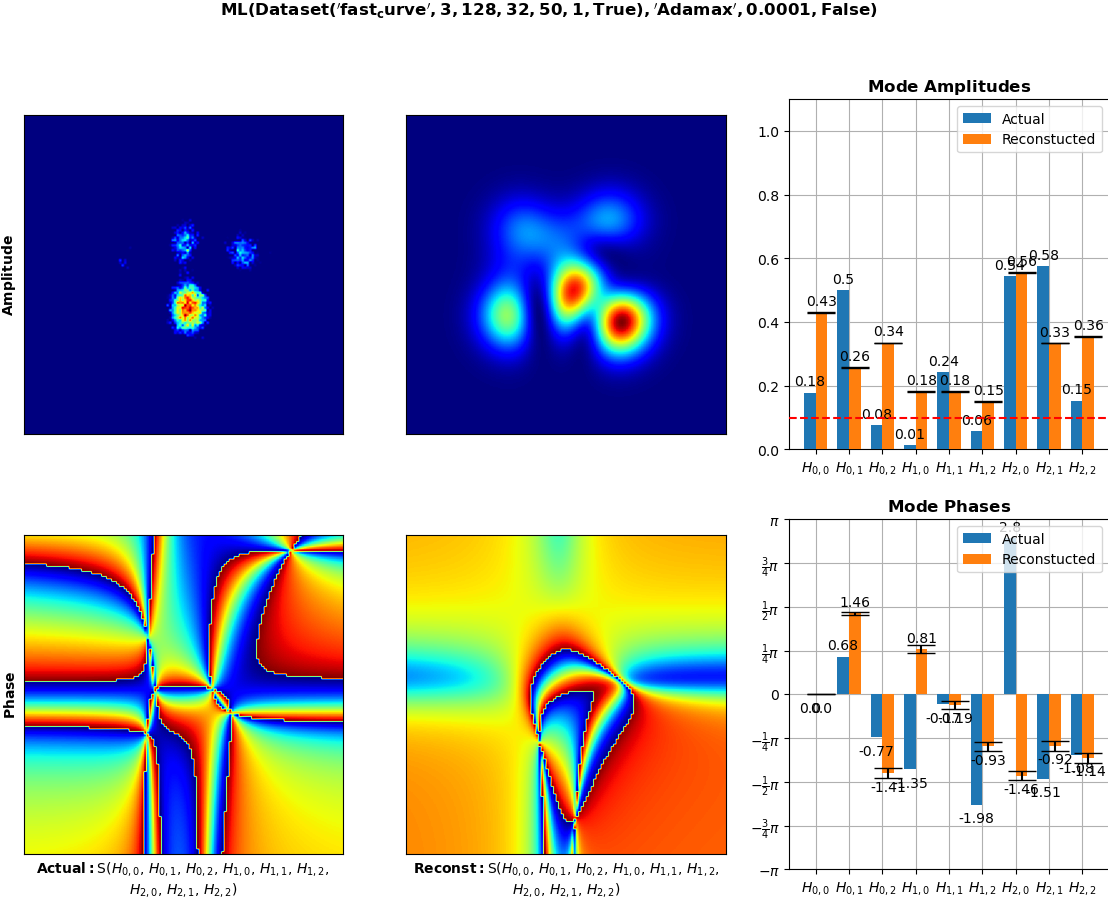 ML(Dataset('fast_curve', 3, 128, 32, 50, 1, True), 'Adamax', 0.0001, False)
Mode Amplitudes
Actual
Reconstucted
1.0
0.8
0.6
0.4
0.2
0.0
0.18 0.5 0.08 0.01 0.24 0.06 0.54 0.58 0.15
0.43 0.26 0.34 0.18 0.18 0.15 0.56 0.33 0.36
H0,0 H0,1 H0,2 H1,0 H1,1 H1,2 H2,0 H2,1 H2,2
Amplitude
Mode Phases
Actual
Reconstucted
π
3/4π
1/2π
1/4π
0
−1/4π
−1/2π
−3/4π
−π
0.0 0.68 -0.77 -1.35 -0.17 -1.98 2.8 -1.51 -1.08
0.0 1.46 -1.41 0.81 -0.19 -0.93 -1.46 -0.92 -1.14
H0,0 H0,1 H0,2 H1,0 H1,1 H1,2 H2,0 H2,1 H2,2
Phase
Actual: S(H0,0, H0,1, H0,2, H1,0, H1,1, H1,2,
H2,0, H2,1, H2,2)
Reconst: S(H0,0, H0,1, H0,2, H1,0, H1,1, H1,2,
H2,0, H2,1, H2,2)